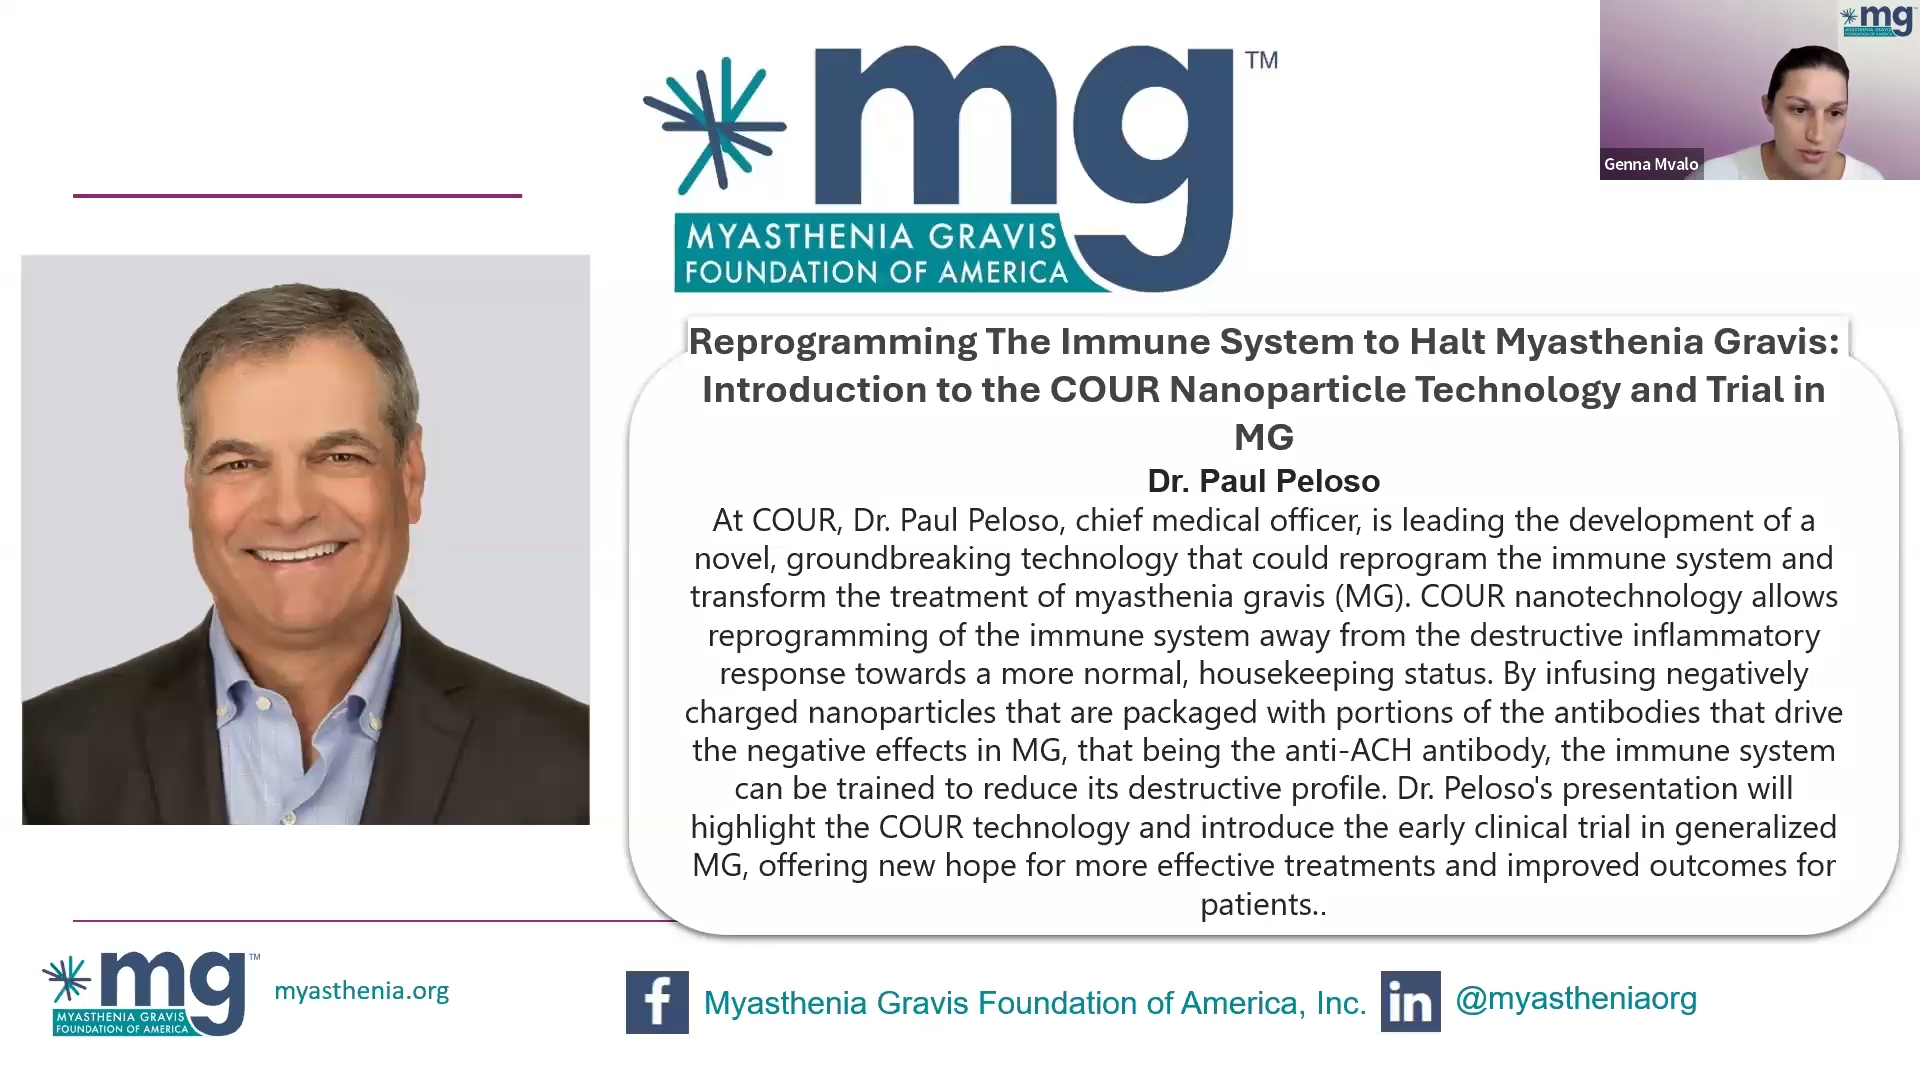 mg™
MYASTHENIA GRAVIS
FOUNDATION OF AMERICA
mg
Genna Mvalo
Reprogramming The Immune System to Halt Myasthenia Gravis:
Introduction to the COUR Nanoparticle Technology and Trial in
MG
Dr. Paul Peloso
At COUR, Dr. Paul Peloso, chief medical officer, is leading the development of a
novel, groundbreaking technology that could reprogram the immune system and
transform the treatment of myasthenia gravis (MG). COUR nanotechnology allows
reprogramming of the immune system away from the destructive inflammatory
response towards a more normal, housekeeping status. By infusing negatively
charged nanoparticles that are packaged with portions of the antibodies that drive
the negative effects in MG, that being the anti-ACH antibody, the immune system
can be trained to reduce its destructive profile. Dr. Peloso's presentation will
highlight the COUR technology and introduce the early clinical trial in generalized
MG, offering new hope for more effective treatments and improved outcomes for
patients..
mg™
MYASTHENIA GRAVIS
FOUNDATION OF AMERICA
myasthenia.org
f
Myasthenia Gravis Foundation of America, Inc.
in
@myastheniaorg